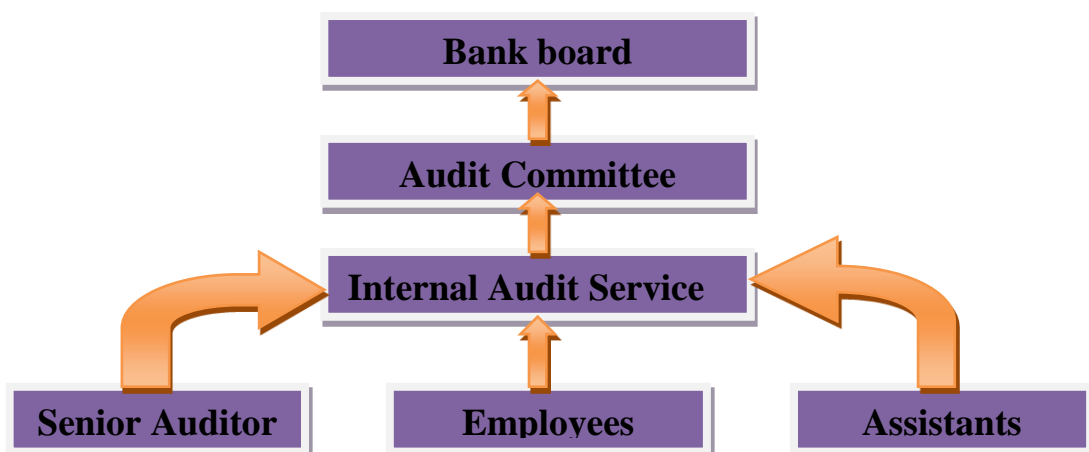 Bank board
Audit Committee
Internal Audit Service
Senior Auditor
Employees
Assistants